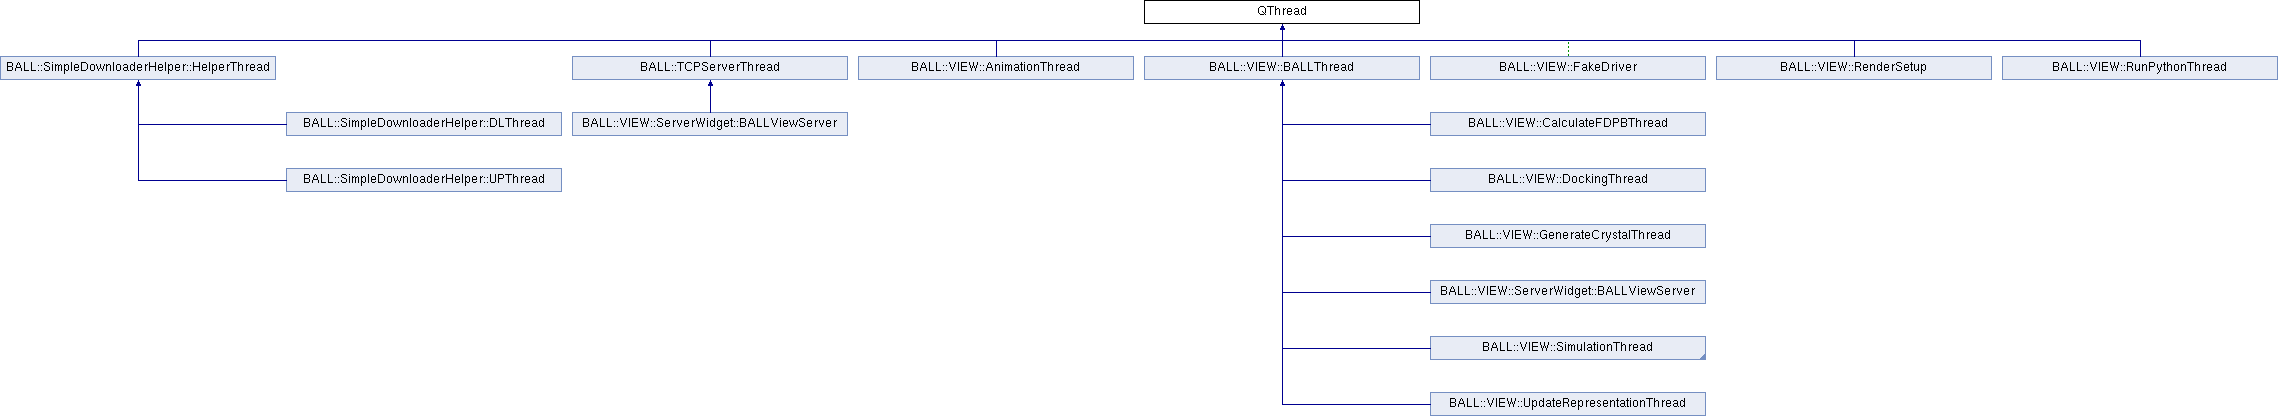 QThread
BALL::SimpleDownloaderHelper::HelperThread
BALL::TCPServerThread
BALL::VIEW::AnimationThread
BALL::VIEW::BALLThread
BALL::VIEW::FakeDriver
BALL::VIEW::RenderSetup
BALL::VIEW::RunPythonThread
BALL::SimpleDownloaderHelper::DLThread
BALL::VIEW::ServerWidget::BALLViewServer
BALL::VIEW::CalculateFDPBThread
BALL::SimpleDownloaderHelper::UPThread
BALL::VIEW::DockingThread
BALL::VIEW::GenerateCrystalThread
BALL::VIEW::ServerWidget::BALLViewServer
BALL::VIEW::SimulationThread
BALL::VIEW::UpdateRepresentationThread